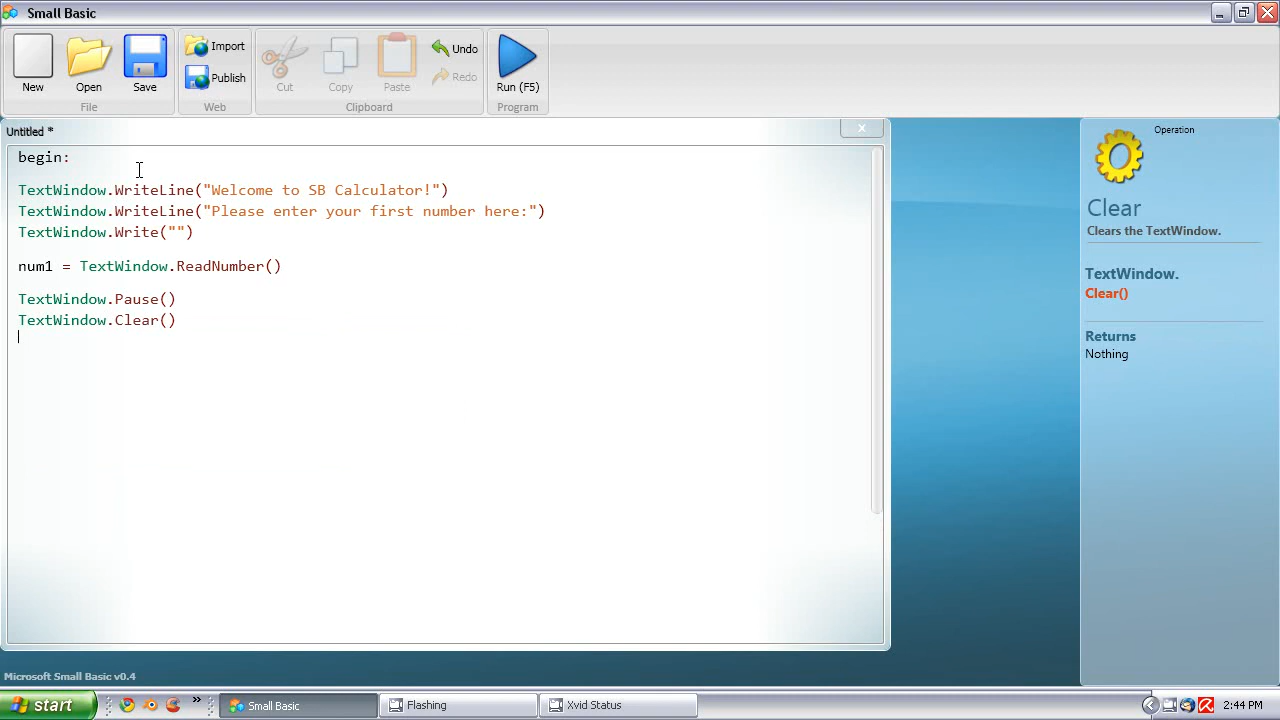 Small Basic
New
Open
Save
File
Import
Publish
Web
Cut
Copy
Paste
Undo
Redo
Clipboard
Run (F5)
Program
Untitled *
begin:
TextWindow.WriteLine("Welcome to SB Calculator!")
TextWindow.WriteLine("Please enter your first number here:")
TextWindow.Write("")
num1 = TextWindow.ReadNumber()
TextWindow.Pause()
TextWindow.Clear()
Operation
Clear
Clears the TextWindow.
TextWindow.
Clear()
Returns
Nothing
Microsoft Small Basic v0.4
start
Small Basic
Flashing
Xvid Status
2:44 PM